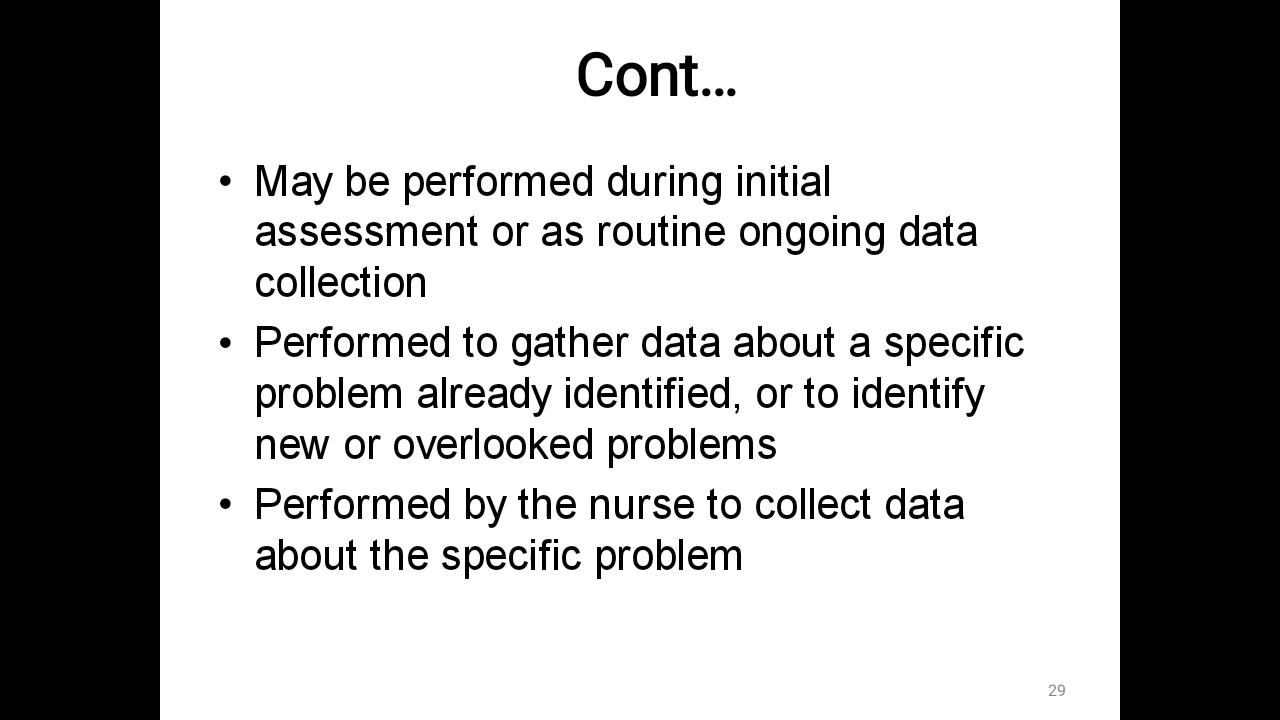 Cont…
• May be performed during initial
assessment or as routine ongoing data
collection
• Performed to gather data about a specific
problem already identified, or to identify
new or overlooked problems
• Performed by the nurse to collect data
about the specific problem
29